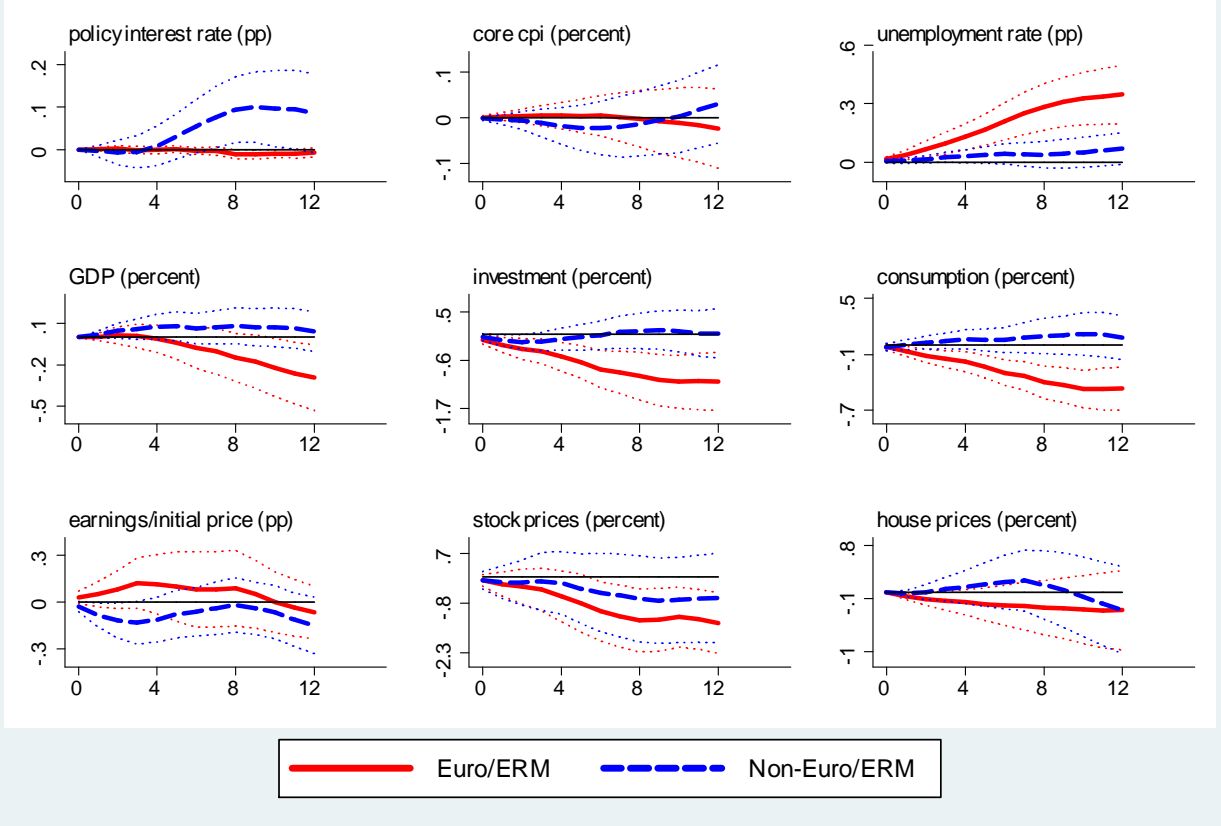 policy interest rate (pp)
.2
.1
0
0 4 8 12
core cpi (percent)
.1
0
-.1
0 4 8 12
unemployment rate (pp)
.6
.3
0
0 4 8 12
GDP (percent)
.1
-.2
-.5
0 4 8 12
investment (percent)
.5
-.6
-1.7
0 4 8 12
consumption (percent)
.5
-.1
-.7
0 4 8 12
earnings/initial price (pp)
.3
0
-.3
0 4 8 12
stock prices (percent)
.7
-.8
-2.3
0 4 8 12
house prices (percent)
.8
-.1
-1
0 4 8 12
Euro/ERM Non-Euro/ERM